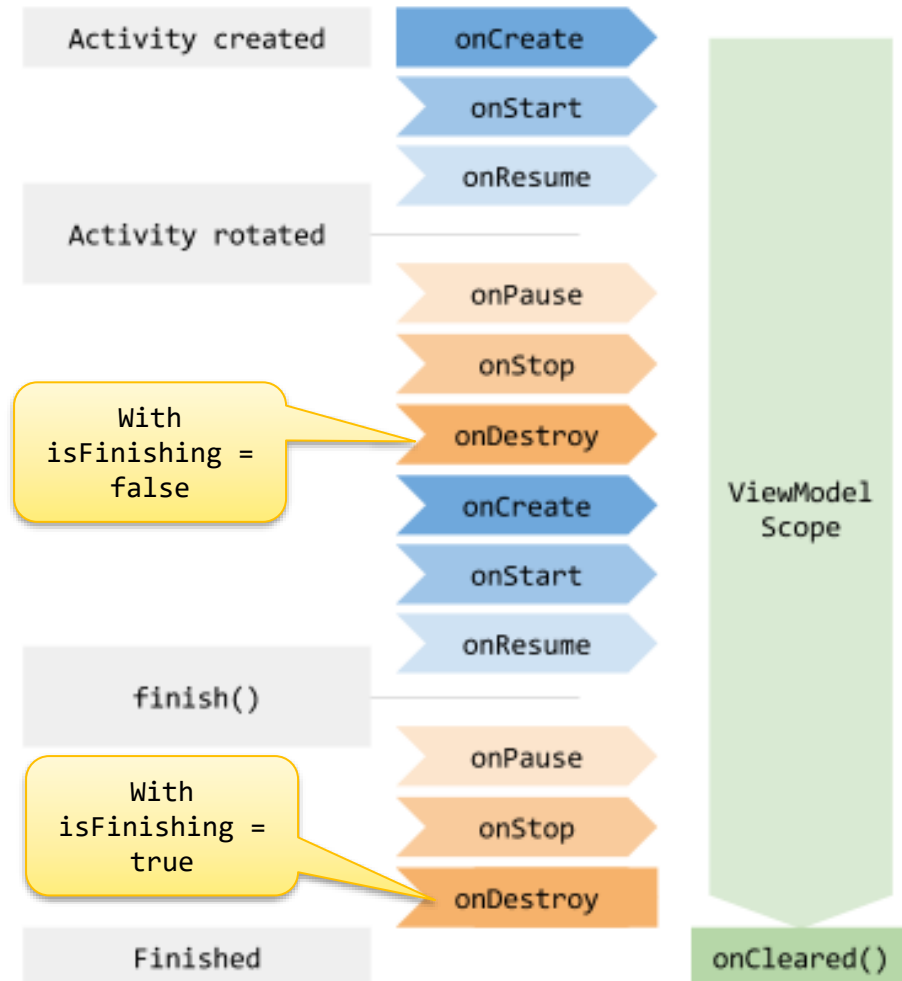 Activity created
onCreate
onStart
onResume
Activity rotated
onPause
onStop
With
isFinishing =
false
onDestroy
onCreate
ViewModel
Scope
onStart
onResume
finish()
onPause
With
isFinishing =
true
onStop
onDestroy
Finished
onCleared()